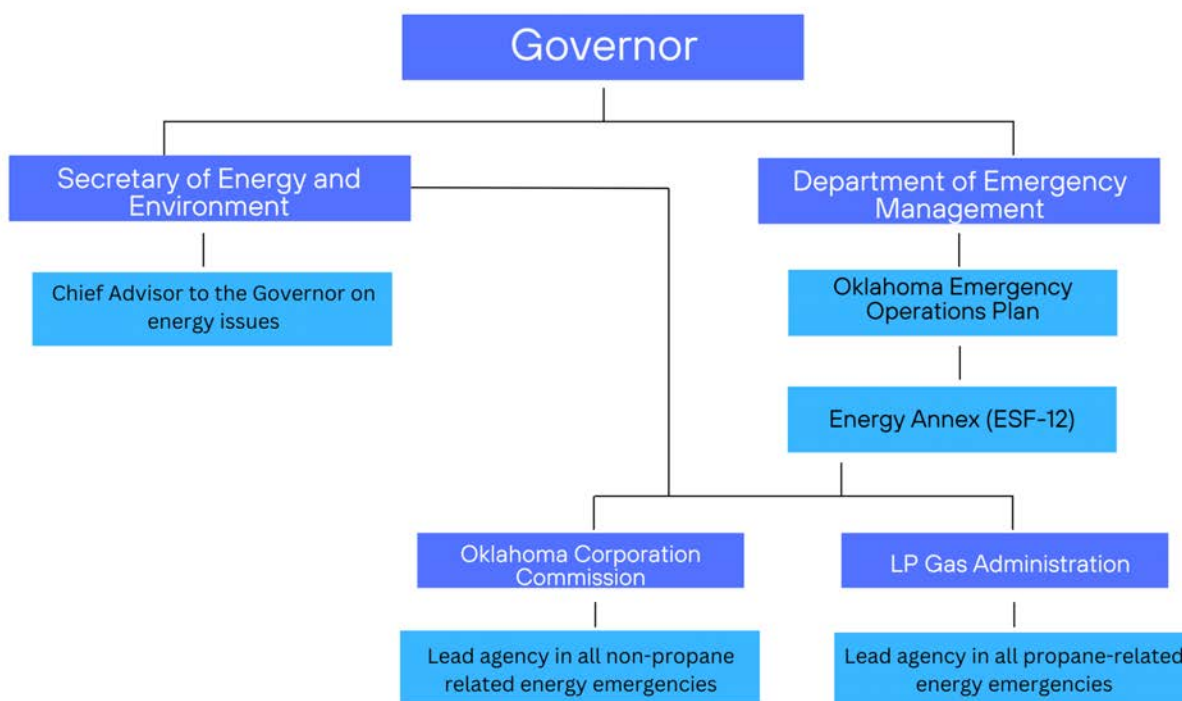 Governor
Secretary of Energy and
Environment
Department of Emergency
Management
Chief Advisor to the Governor on
energy issues
Oklahoma Emergency
Operations Plan
Energy Annex (ESF-12)
Oklahoma Corporation
Commission
LP Gas Administration
Lead agency in all non-propane
related energy emergencies
Lead agency in all propane-related
energy emergencies